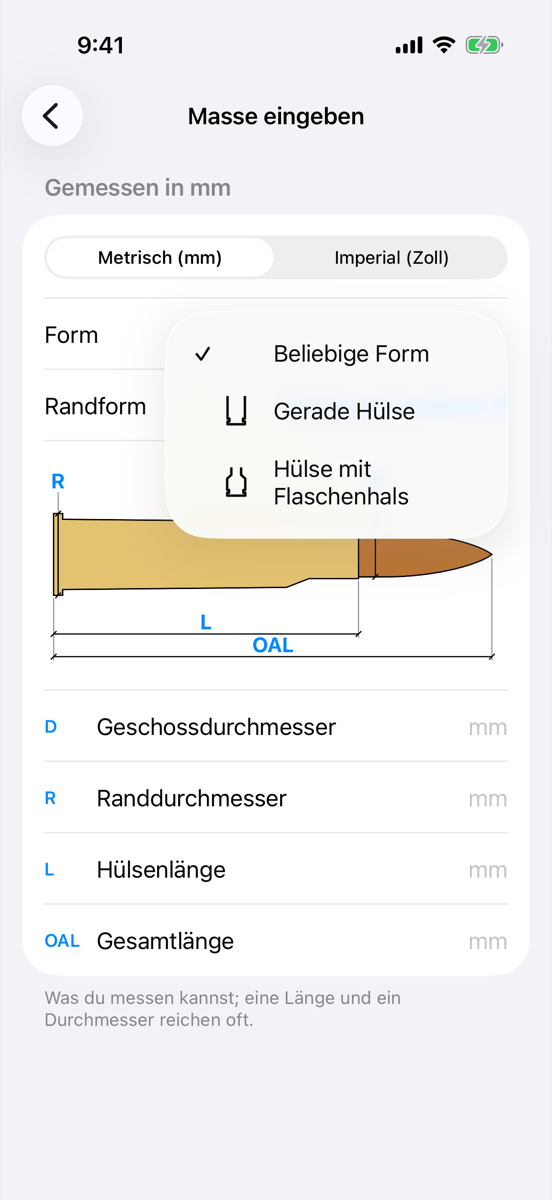 9:41
Masse eingeben
Gemessen in mm
Metrisch (mm)
Imperial (Zoll)
Form
Beliebige Form
Randform
Gerade Hülse
Hülse mit
Flaschenhals
R
L
OAL
D Geschossdurchmesser mm
R Randdurchmesser mm
L Hülsenlänge mm
OAL Gesamtlänge mm
Was du messen kannst; eine Länge und ein
Durchmesser reichen oft.